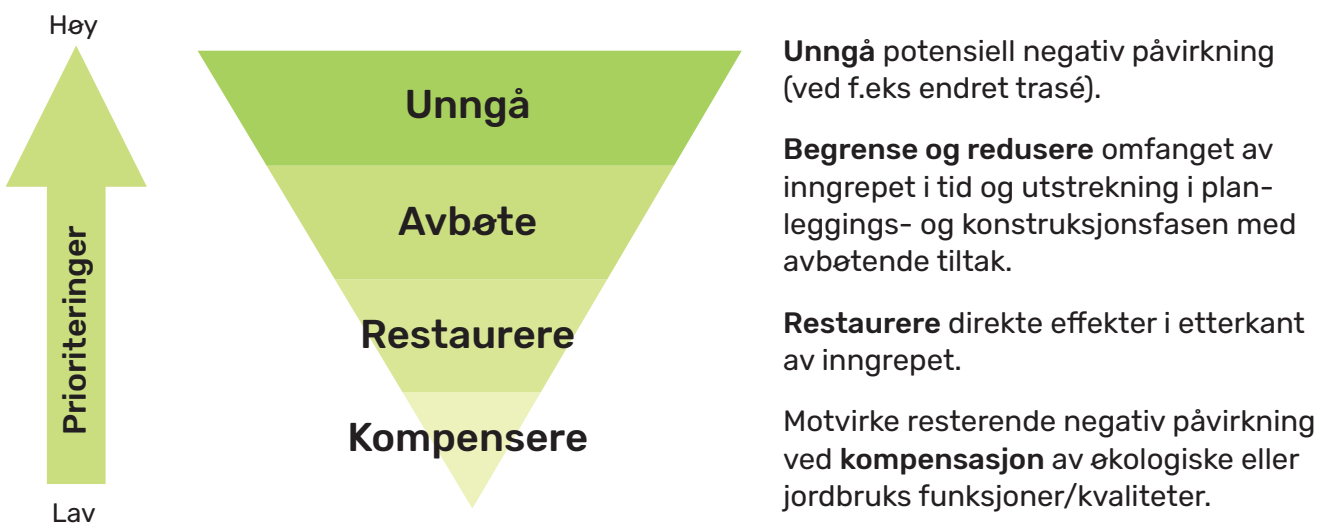 Høy
Prioriteringer
Lav
Unngå
Avbøte
Restaurere
Kompensere
Unngå potensiell negativ påvirkning
(ved f.eks endret trasé).
Begrense og redusere omfanget av
inngrepet i tid og utstrekning i plan-
leggings- og konstruksjonsfasen med
avbøtende tiltak.
Restaurere direkte effekter i etterkant
av inngrepet.
Motvirke resterende negativ påvirkning
ved kompensasjon av økologiske eller
jordbruks funksjoner/kvaliteter.